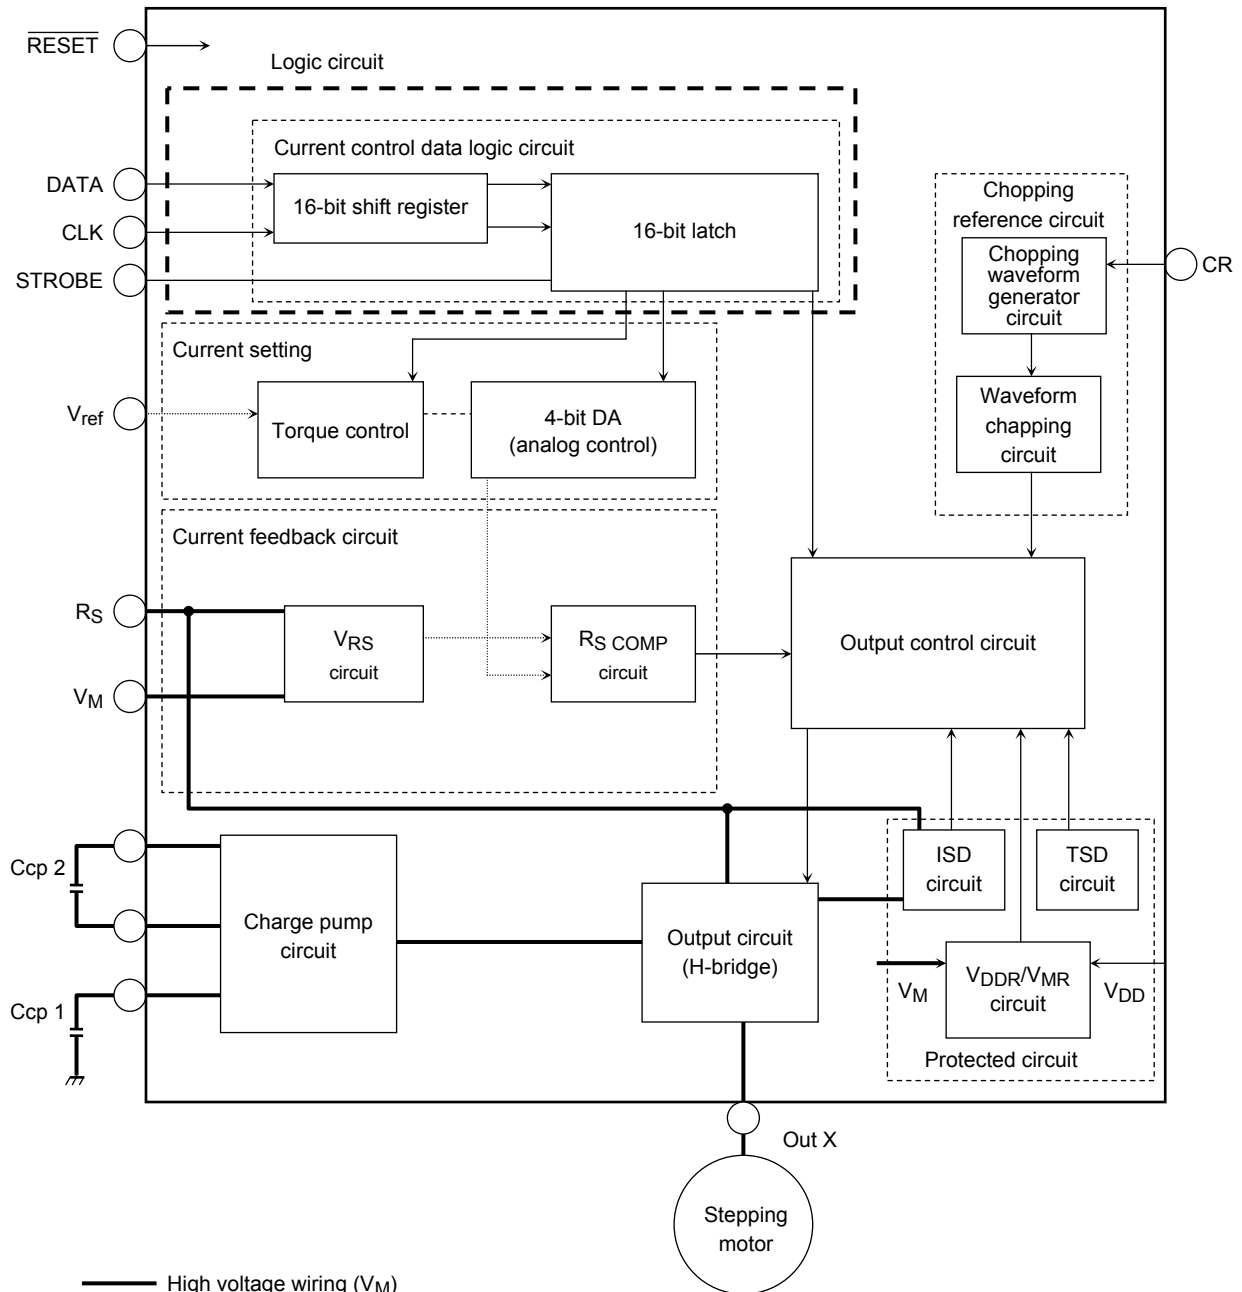 RESET
Logic circuit
Current control data logic circuit
DATA
16-bit shift register
CLK
16-bit latch
STROBE
Chopping
reference circuit
Chopping
waveform
generator
circuit
CR
Current setting
Vref
Torque control
4-bit DA
(analog control)
Waveform
chapping
circuit
Current feedback circuit
RS
VRS
circuit
RS COMP
circuit
Output control circuit
VM
Ccp 2
Charge pump
circuit
Output circuit
(H-bridge)
ISD
circuit
TSD
circuit
VM
VDDR/VMR
circuit
VDD
Protected circuit
Ccp 1
Out X
Stepping
motor
High voltage wiring (VM)